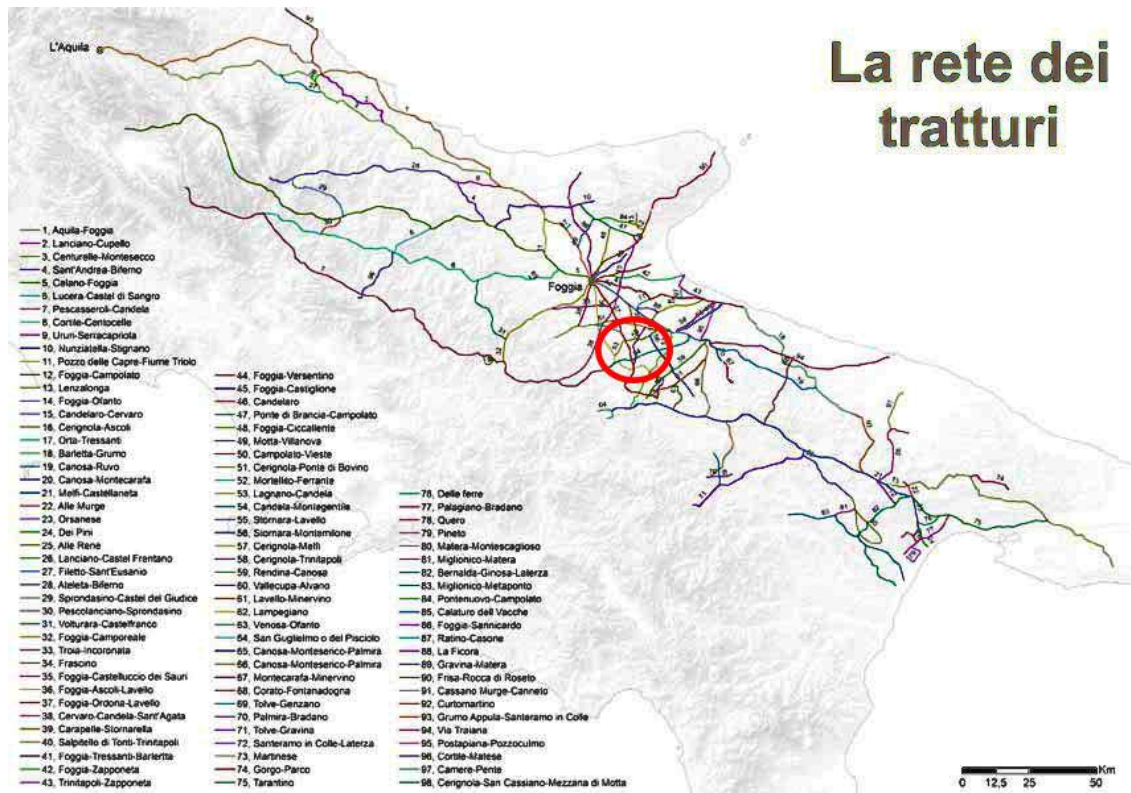 La rete dei
tratturi
L'Aquila
Foggia
1, Aquila-Foggia
2, Lanciano-Cupello
3, Centurelle-Montesecco
4, Sant'Andrea-Biferno
5, Celano-Foggia
6, Lucera-Castel di Sangro
7, Pescasseroli-Candela
8, Cortile-Centocelle
9, Ururi-Serracapriola
10, Nunziatella-Stignano
11, Pozzo delle Capre-Fiume Triolo
12, Foggia-Campolato
13, Lenzalonga
14, Foggia-Ofanto
15, Candelaro-Cervaro
16, Cerignola-Ascoli
17, Orta-Tressanti
18, Barletta-Grumo
19, Canosa-Ruvo
20, Canosa-Montecarafa
21, Melfi-Castellaneta
22, Alle Murge
23, Orsanese
24, Dei Pini
25, Alle Rene
26, Lanciano-Castel Frentano
27, Filetto-Sant'Eusanio
28, Ateleta-Biferno
29, Sprondasino-Castel del Giudice
30, Pescolanciano-Sprondasino
31, Volturara-Castelfranco
32, Foggia-Camporeale
33, Troia-Incoronata
34, Frascino
35, Foggia-Castelluccio dei Sauri
36, Foggia-Ascoli-Lavello
37, Foggia-Ordona-Lavello
38, Cervaro-Candela-Sant'Agata
39, Carapelle-Stornarella
40, Salpitello di Tonti-Trinitapoli
41, Foggia-Tressanti-Barletta
42, Foggia-Zapponeta
43, Trinitapoli-Zapponeta
44, Foggia-Versentino
45, Foggia-Castiglione
46, Candelaro
47, Ponte di Brancia-Campolato
48, Foggia-Ciccallente
49, Motta-Villanova
50, Campolato-Vieste
51, Cerignola-Ponte di Bovino
52, Mortellito-Ferrante
53, Lagnano-Candela
54, Candela-Montegentile
55, Stornara-Lavello
56, Stornara-Montemilone
57, Cerignola-Melfi
58, Cerignola-Trinitapoli
59, Rendina-Canosa
60, Vallecupa-Alvano
61, Lavello-Minervino
62, Lampegiano
63, Venosa-Ofanto
64, San Guglielmo o del Pisciolo
65, Canosa-Monteserico-Palmira
66, Canosa-Monteserico-Palmira
67, Montecarafa-Minervino
68, Corato-Fontanadogna
69, Tolve-Genzano
70, Palmira-Bradano
71, Tolve-Gravina
72, Santeramo in Colle-Laterza
73, Martinese
74, Gorgo-Parco
75, Tarantino
76, Delle ferre
77, Palagiano-Bradano
78, Quero
79, Pineto
80, Matera-Montescaglioso
81, Miglionico-Matera
82, Bernalda-Ginosa-Laterza
83, Miglionico-Metaponto
84, Pontenuovo-Campolato
85, Calaturo dell Vacche
86, Foggia-Sannicardo
87, Ratino-Casone
88, La Ficora
89, Gravina-Matera
90, Frisa-Rocca di Roseto
91, Cassano Murge-Canneto
92, Curtomartino
93, Grumo Appula-Santeramo in Colle
94, Via Traiana
95, Postapiana-Pozzoculmo
96, Cortile-Matese
97, Camere-Pente
98, Cerignola-San Cassiano-Mezzana di Motta
Km
0 12,5 25 50